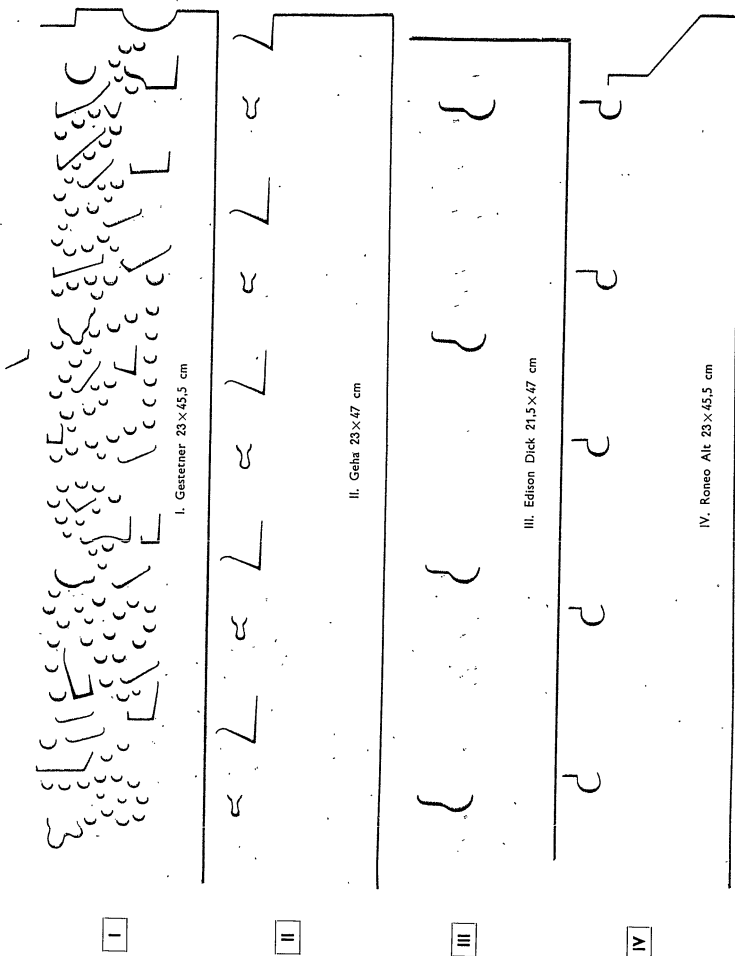 I. Gestetner 23×45,5 cm
II. Geha 23×47 cm
III. Edison Dick 21,5×47 cm
IV. Roneo Alt 23×45,5 cm
I
II
III
IV